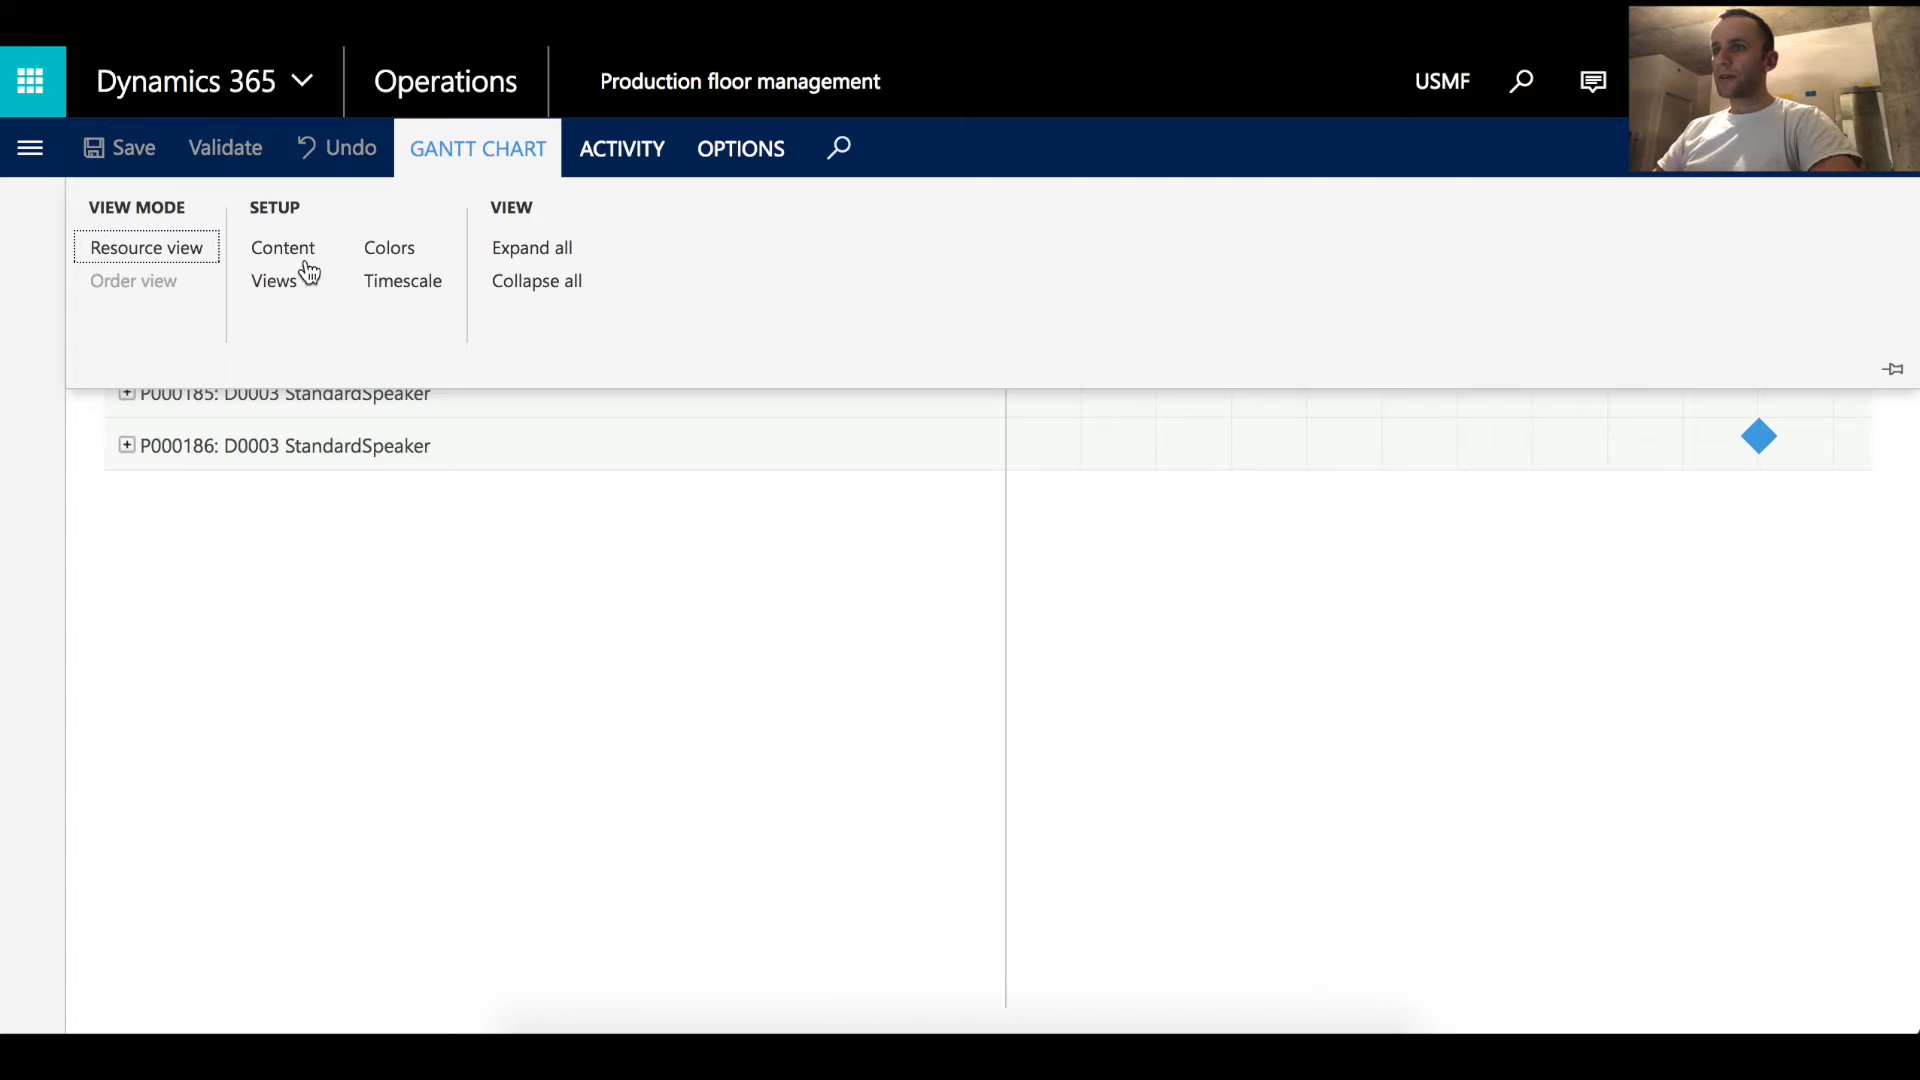 Dynamics 365
Operations
Production floor management
USMF
Save
Validate
Undo
GANTT CHART
ACTIVITY
OPTIONS
VIEW MODE
Resource view
Order view
SETUP
Content
Views
Colors
Timescale
VIEW
Expand all
Collapse all
P000185: D0003 StandardSpeaker
P000186: D0003 StandardSpeaker